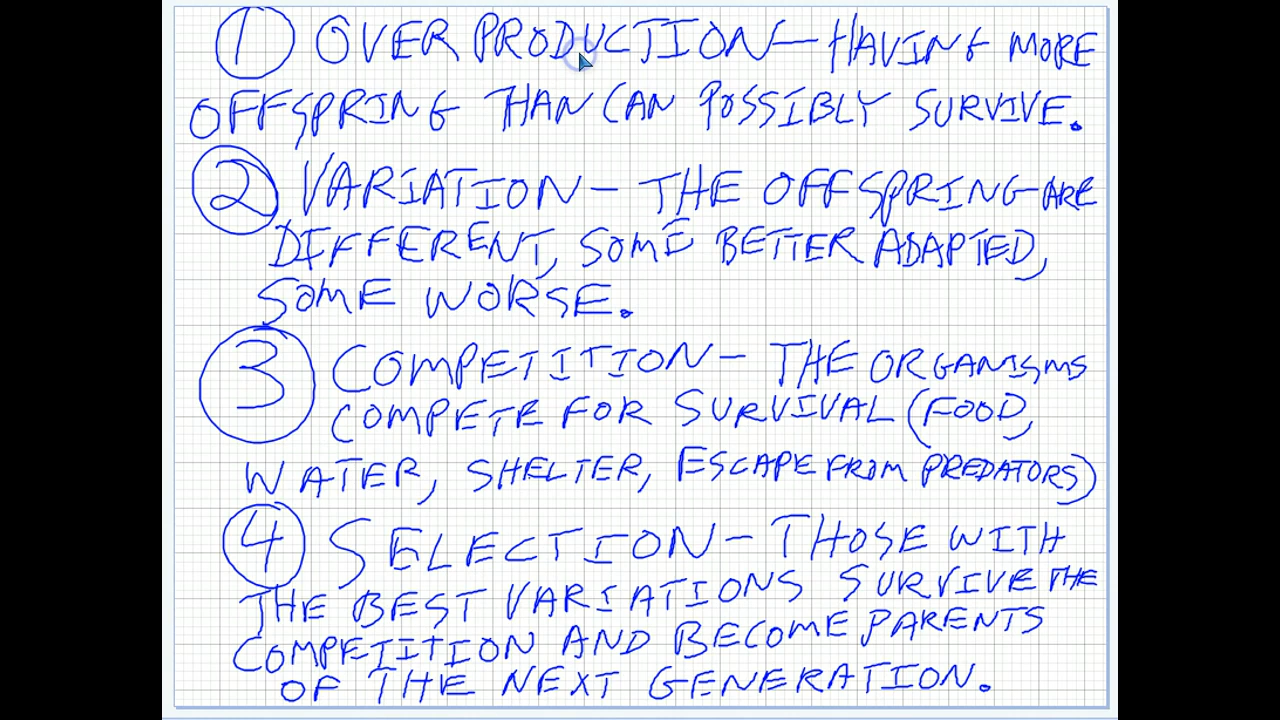 ① OVER PRODUCTION — HAVING MORE
OFFSPRING THAN CAN POSSIBLY SURVIVE.
② VARIATION - THE OFFSPRING ARE
DIFFERENT, SOME BETTER ADAPTED,
SOME WORSE.
③ COMPETITION - THE ORGANISMS
COMPETE FOR SURVIVAL (FOOD,
WATER, SHELTER, ESCAPE FROM PREDATORS)
④ SELECTION - THOSE WITH
THE BEST VARIATIONS SURVIVE THE
COMPETITION AND BECOME PARENTS
OF THE NEXT GENERATION.